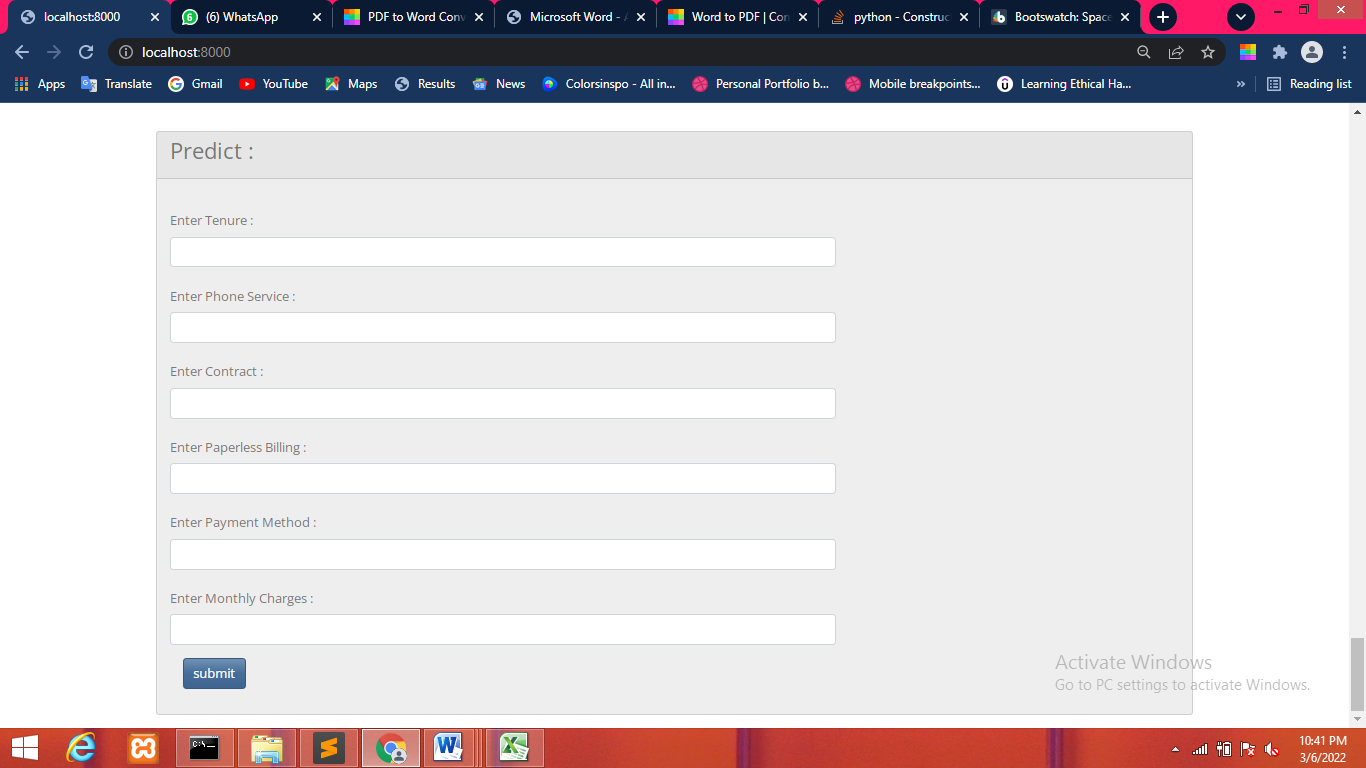 localhost:8000
(6) WhatsApp
PDF to Word Conv
Microsoft Word - A
Word to PDF | Con
python - Construc
Bootswatch: Space
localhost:8000
Apps
Translate
Gmail
YouTube
Maps
Results
News
Colorsinspo - All in...
Personal Portfolio b...
Mobile breakpoints...
Learning Ethical Ha...
»
Reading list
Predict :
Enter Tenure :
Enter Phone Service :
Enter Contract :
Enter Paperless Billing :
Enter Payment Method :
Enter Monthly Charges :
submit
Activate Windows
Go to PC settings to activate Windows.
10:41 PM
3/6/2022